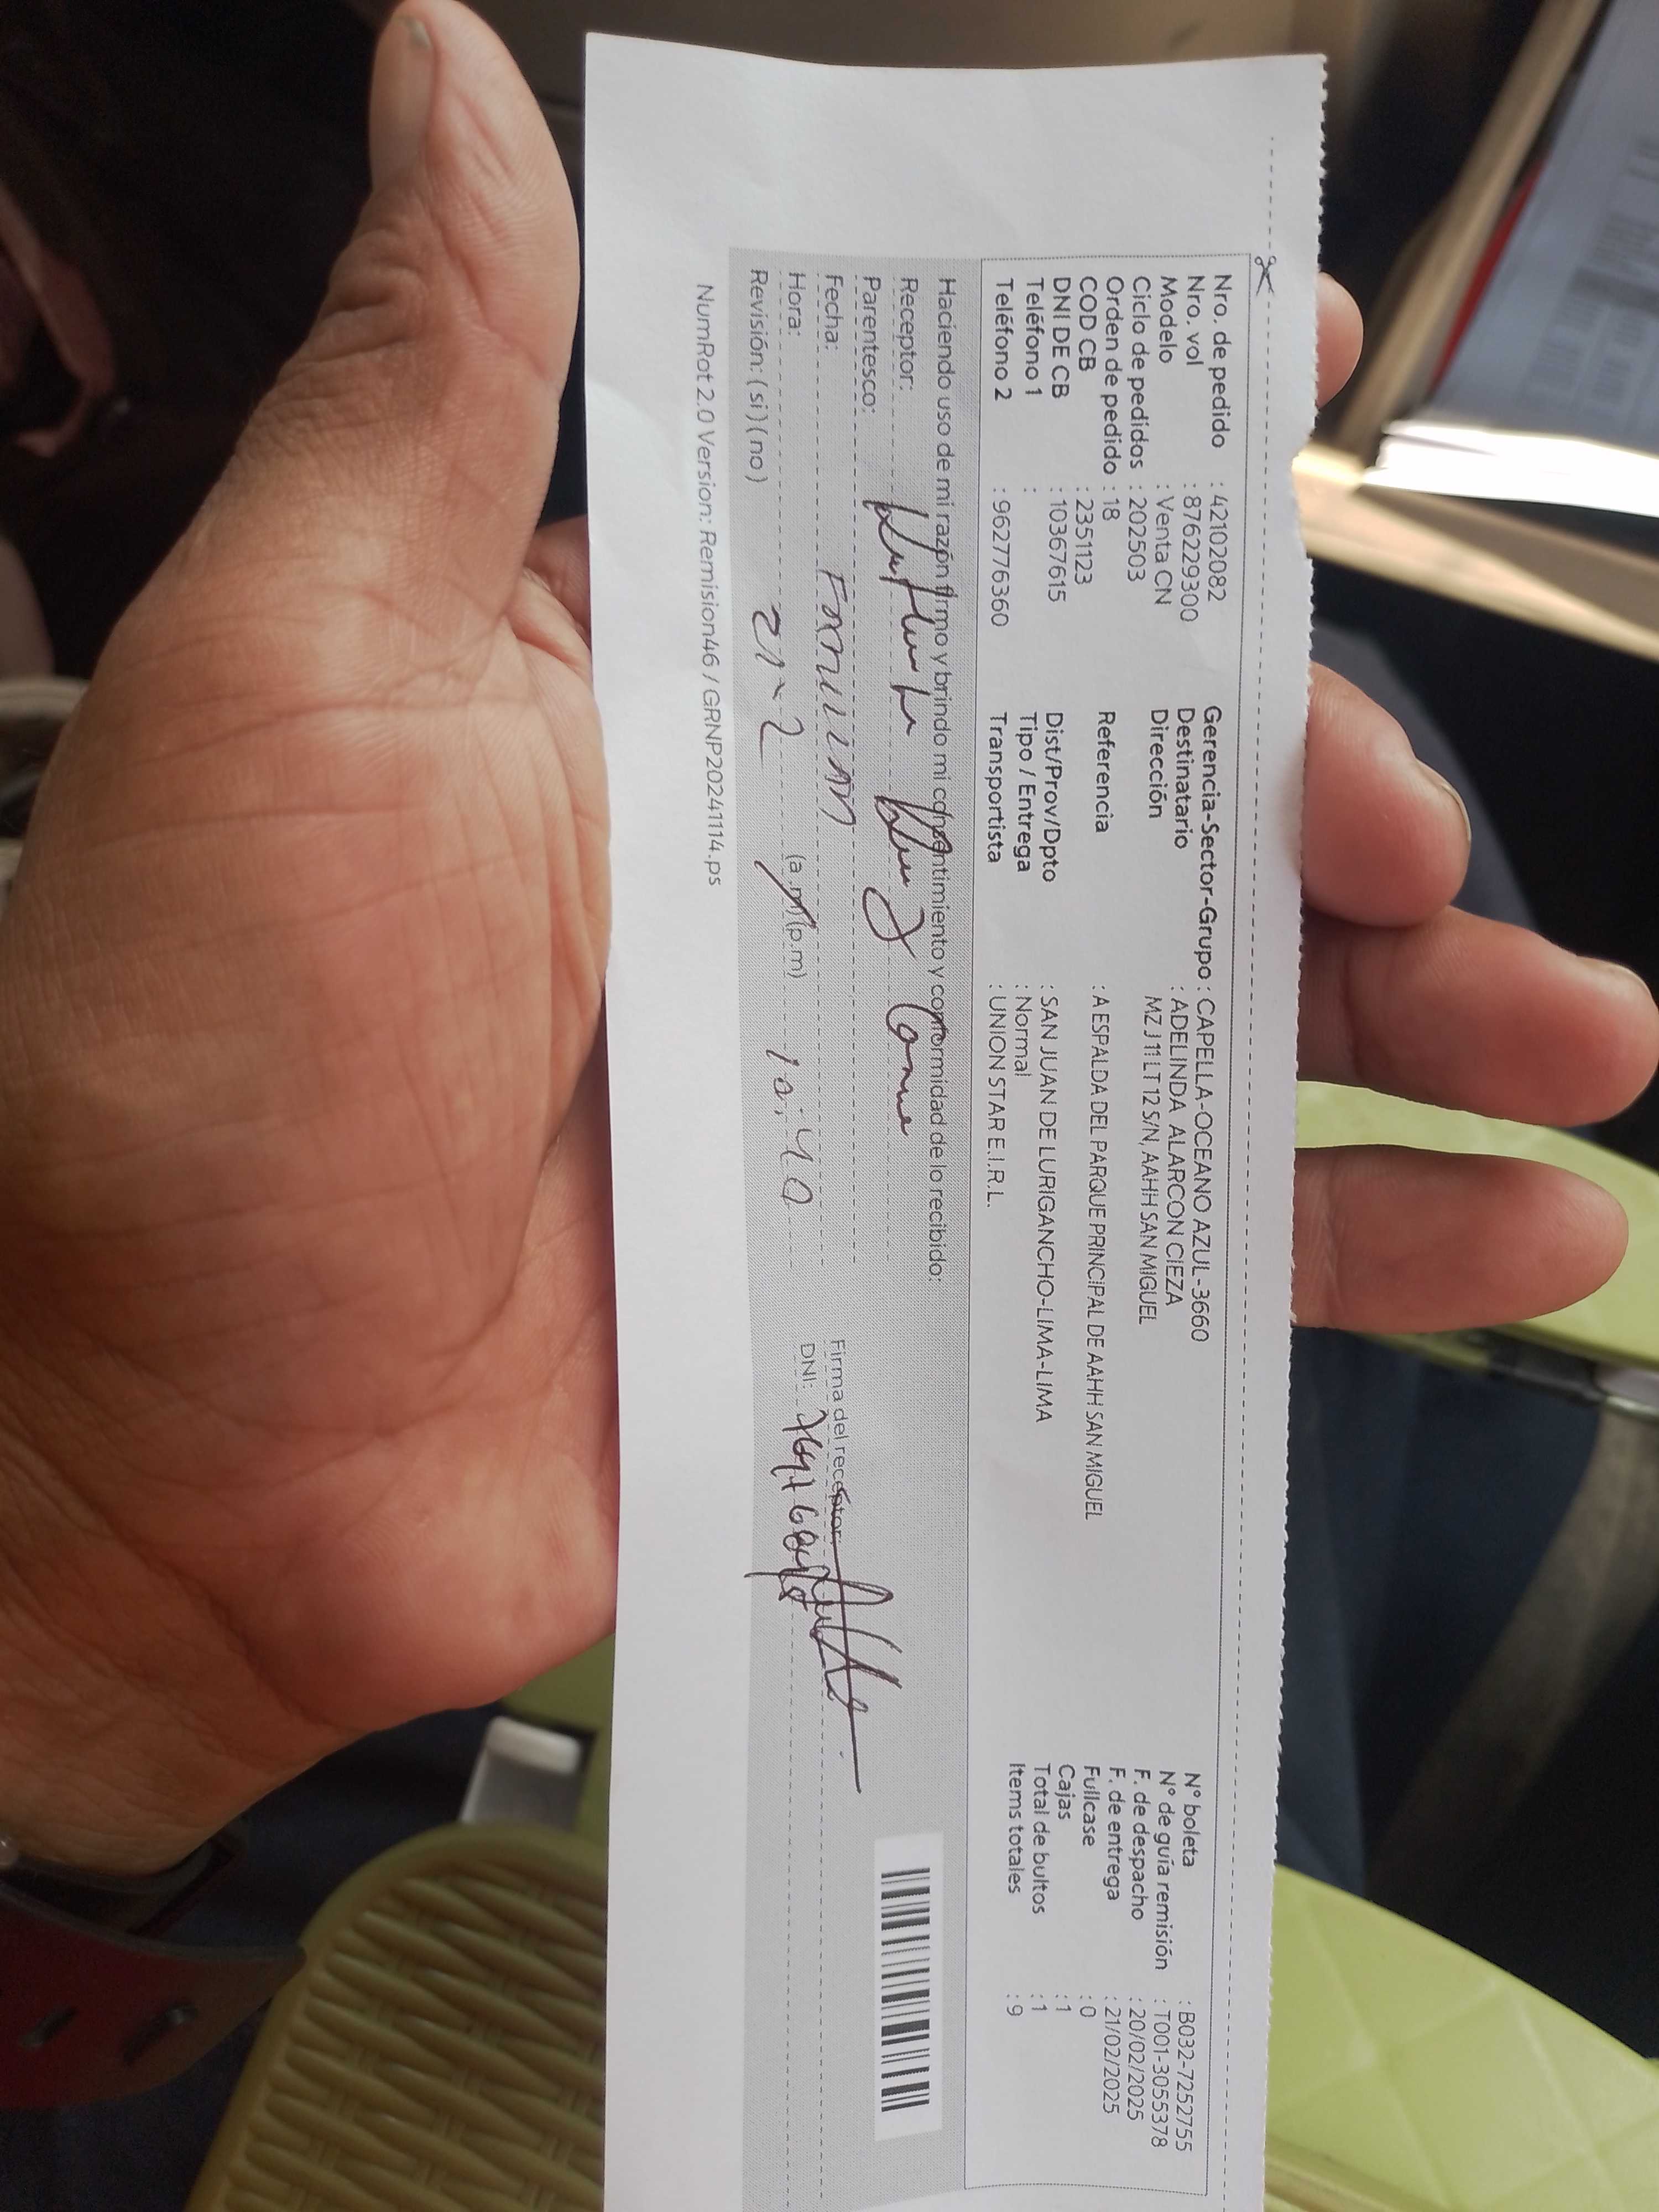 Nro. de pedido : 42102082
Nro. vol : 876229300
Modelo : Venta CN
Ciclo de pedidos : 202503
Orden de pedido : 18
COD CB : 2351123
DNI DE CB : 10367615
Teléfono 1 :
Teléfono 2 : 962776360
Gerencia-Sector-Grupo : CAPELLA-OCEANO AZUL-3660
Destinatario : ADELINDA ALARCON CIEZA
Dirección MZ J 11 LT 12 S/N, AAHH SAN MIGUEL
Referencia : A ESPALDA DEL PARQUE PRINCIPAL DE AAHH SAN MIGUEL
Dist/Prov/Dpto : SAN JUAN DE LURIGANCHO-LIMA-LIMA
Tipo / Entrega : Normal
Transportista : UNION STAR E.I.R.L.
N° boleta : B032-7252755
N° de guía remisión : T001-3055378
F. de despacho : 20/02/2025
F. de entrega : 21/02/2025
Fullcase : 0
Cajas : 1
Total de bultos : 1
Items totales : 9
Haciendo uso de mi razón firmo y brindo mi consentimiento y conformidad de lo recibido:
Receptor:
Parentesco: Familiar
Fecha: 21-2
Hora: (a.m)(p.m) 10:40
Revisión: (si) (no)
Firma del receptor:
DNI:
NumRot2.0 Version: Remision46 / GRNP20241114.ps